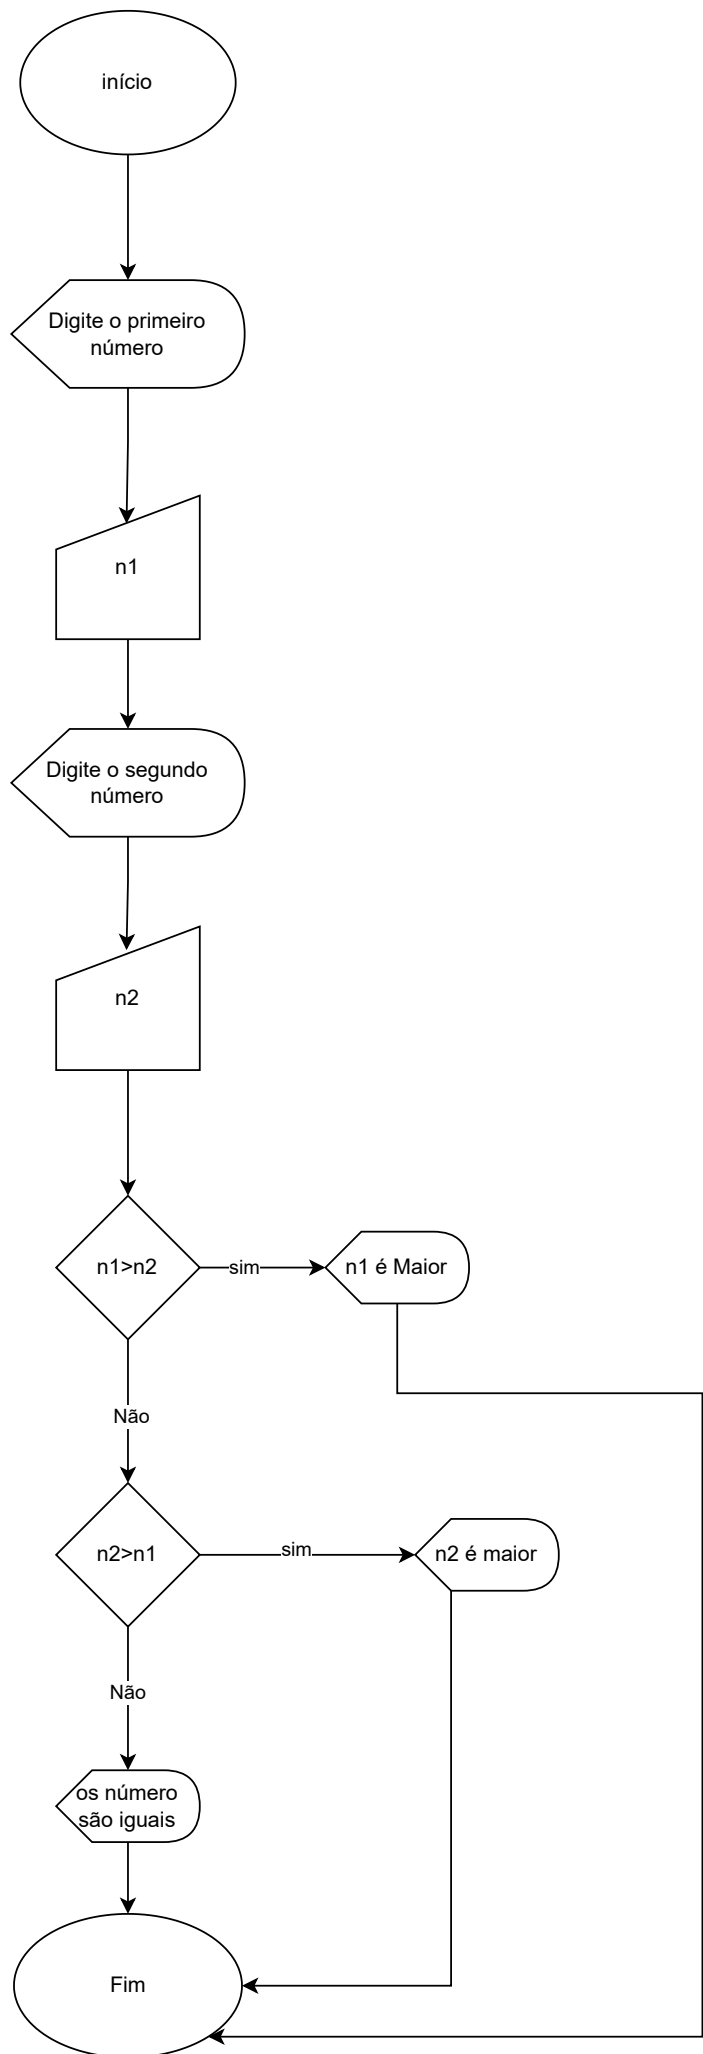 início
Digite o primeiro
número
n1
Digite o segundo
número
n2
n1>n2
sim
n1 é Maior
Não
n2>n1
sim
n2 é maior
Não
os número
são iguais
Fim